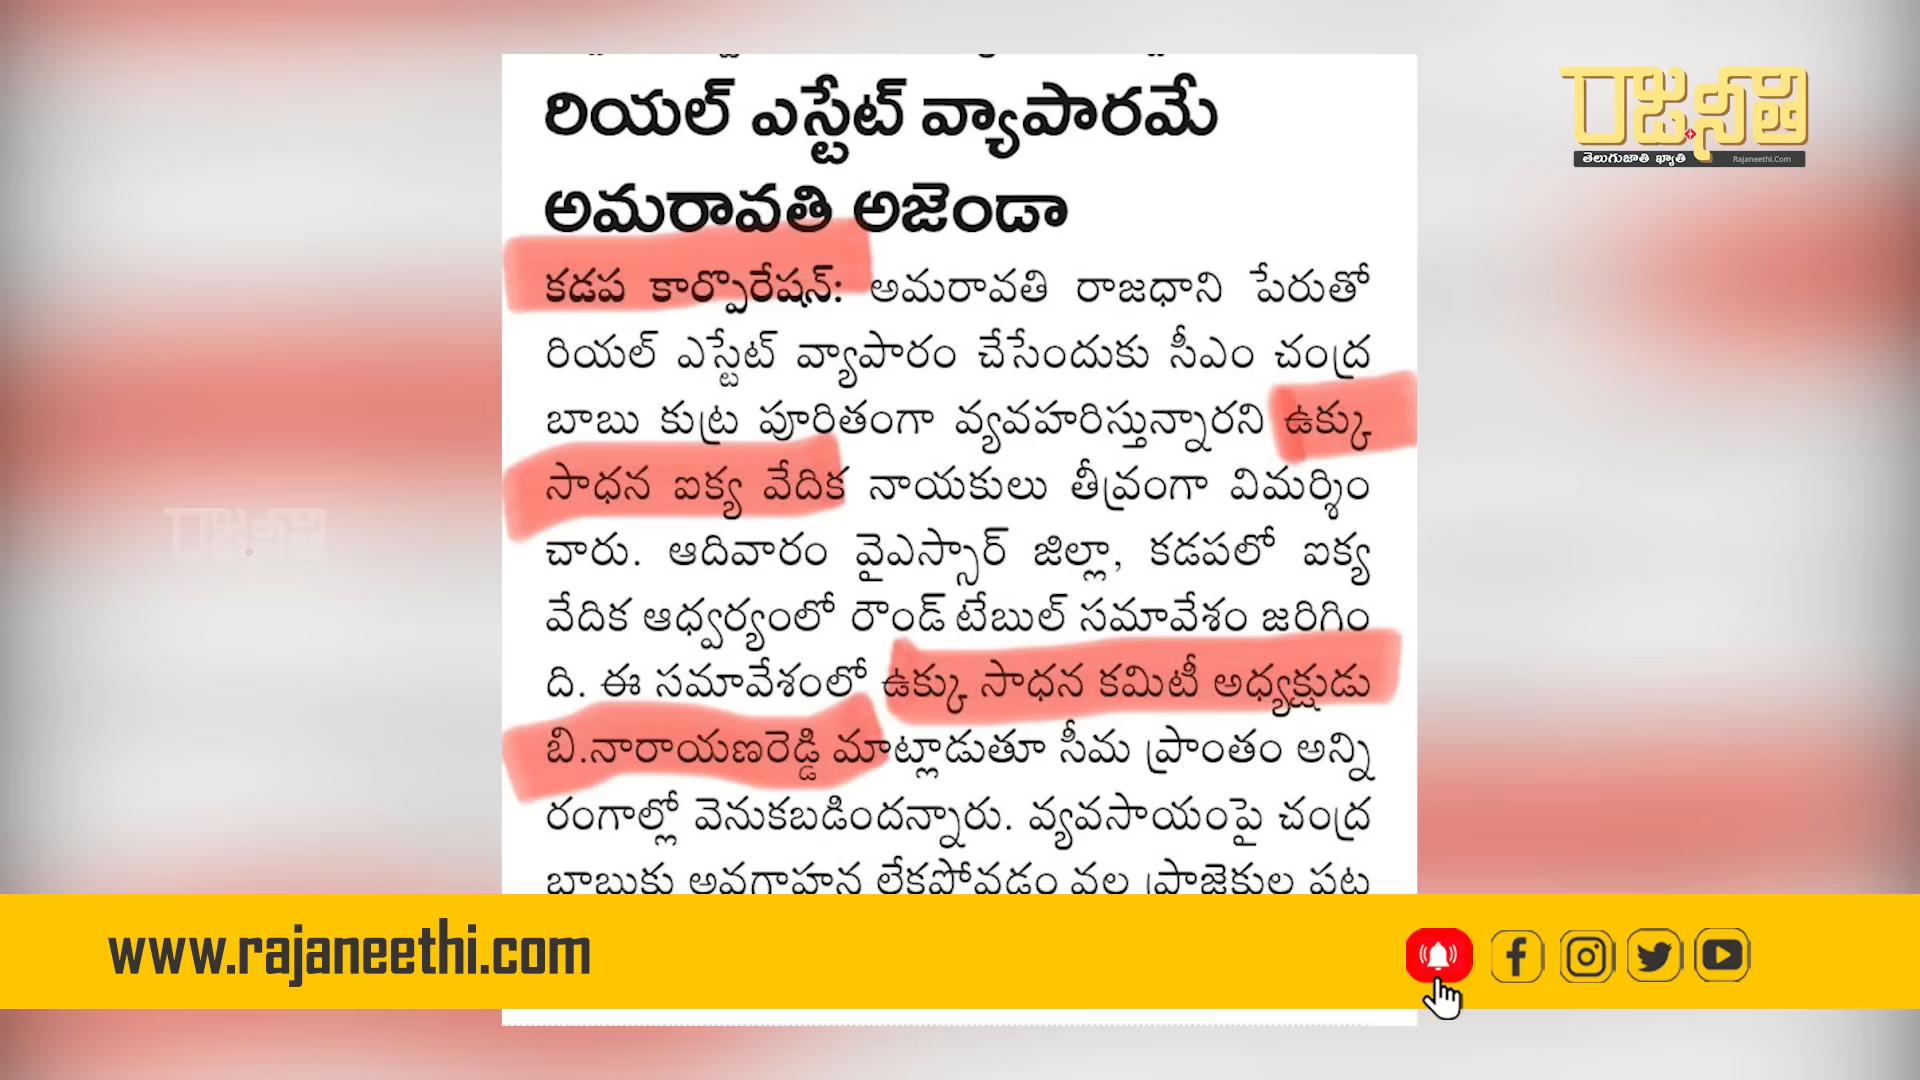 రియల్ ఎస్టేట్ వ్యాపారమే
అమరావతి అజెండా
కడప కార్పొరేషన్: అమరావతి రాజధాని పేరుతో
రియల్ ఎస్టేట్ వ్యాపారం చేసేందుకు సీఎం చంద్ర
బాబు కుట్ర పూరితంగా వ్యవహరిస్తున్నారని ఉక్కు
సాధన ఐక్య వేదిక నాయకులు తీవ్రంగా విమర్శిం
చారు. ఆదివారం వైఎస్సార్ జిల్లా, కడపలో ఐక్య
వేదిక ఆధ్వర్యంలో రౌండ్ టేబుల్ సమావేశం జరిగిం
ది. ఈ సమావేశంలో ఉక్కు సాధన కమిటీ అధ్యక్షుడు
బి.నారాయణరెడ్డి మాట్లాడుతూ సీమ ప్రాంతం అన్ని
రంగాల్లో వెనుకబడిందన్నారు. వ్యవసాయంపై చంద్ర
బాబుకు అవగాహన లేకపోవడం వల్ల ప్రాజెక్టుల పట్ల
రాజనీతి
తెలుగుజాతి ఖ్యాతి
Rajaneethi.Com
రాజనీతి
www.rajaneethi.com